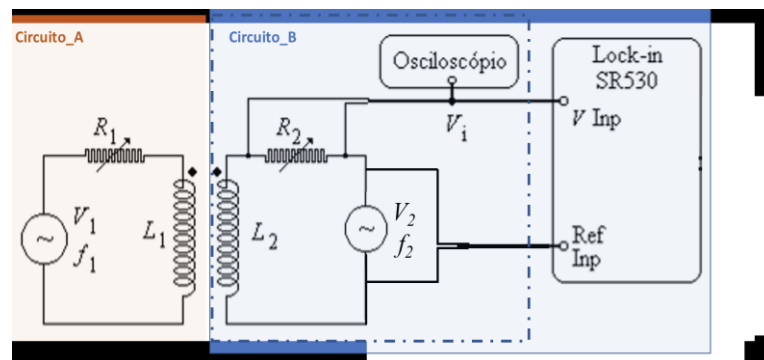 Circuito_A
Circuito_B
Osciloscópio
Lock-in
SR530
R1
R2
Vi
V Inp
V1
f1
L1
L2
V2
f2
Ref
Inp